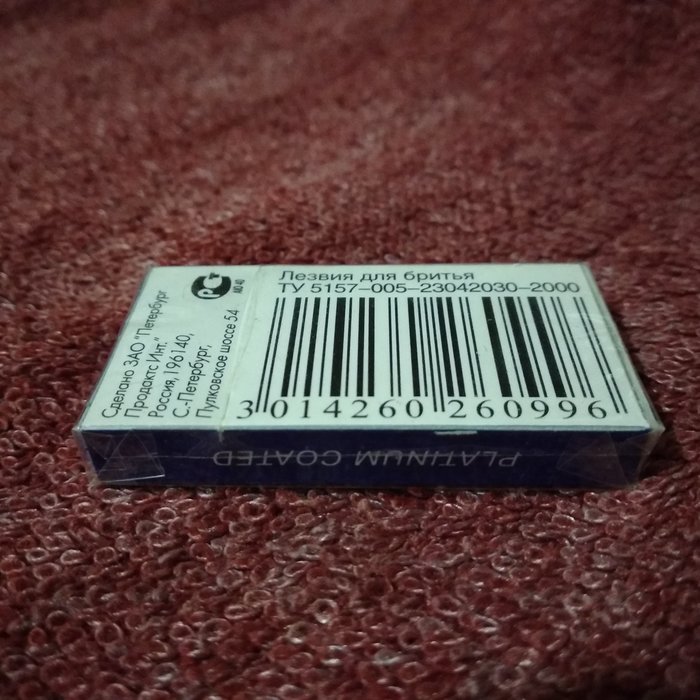 Сделано ЗАО "Петербург
Продактс Инт."
Россия, 196140,
С.-Петербург,
Пулковское шоссе 54
Лезвия для бритья
ТУ 5157-005-23042030-2000
3 014260 260996
PLATINUM COATED